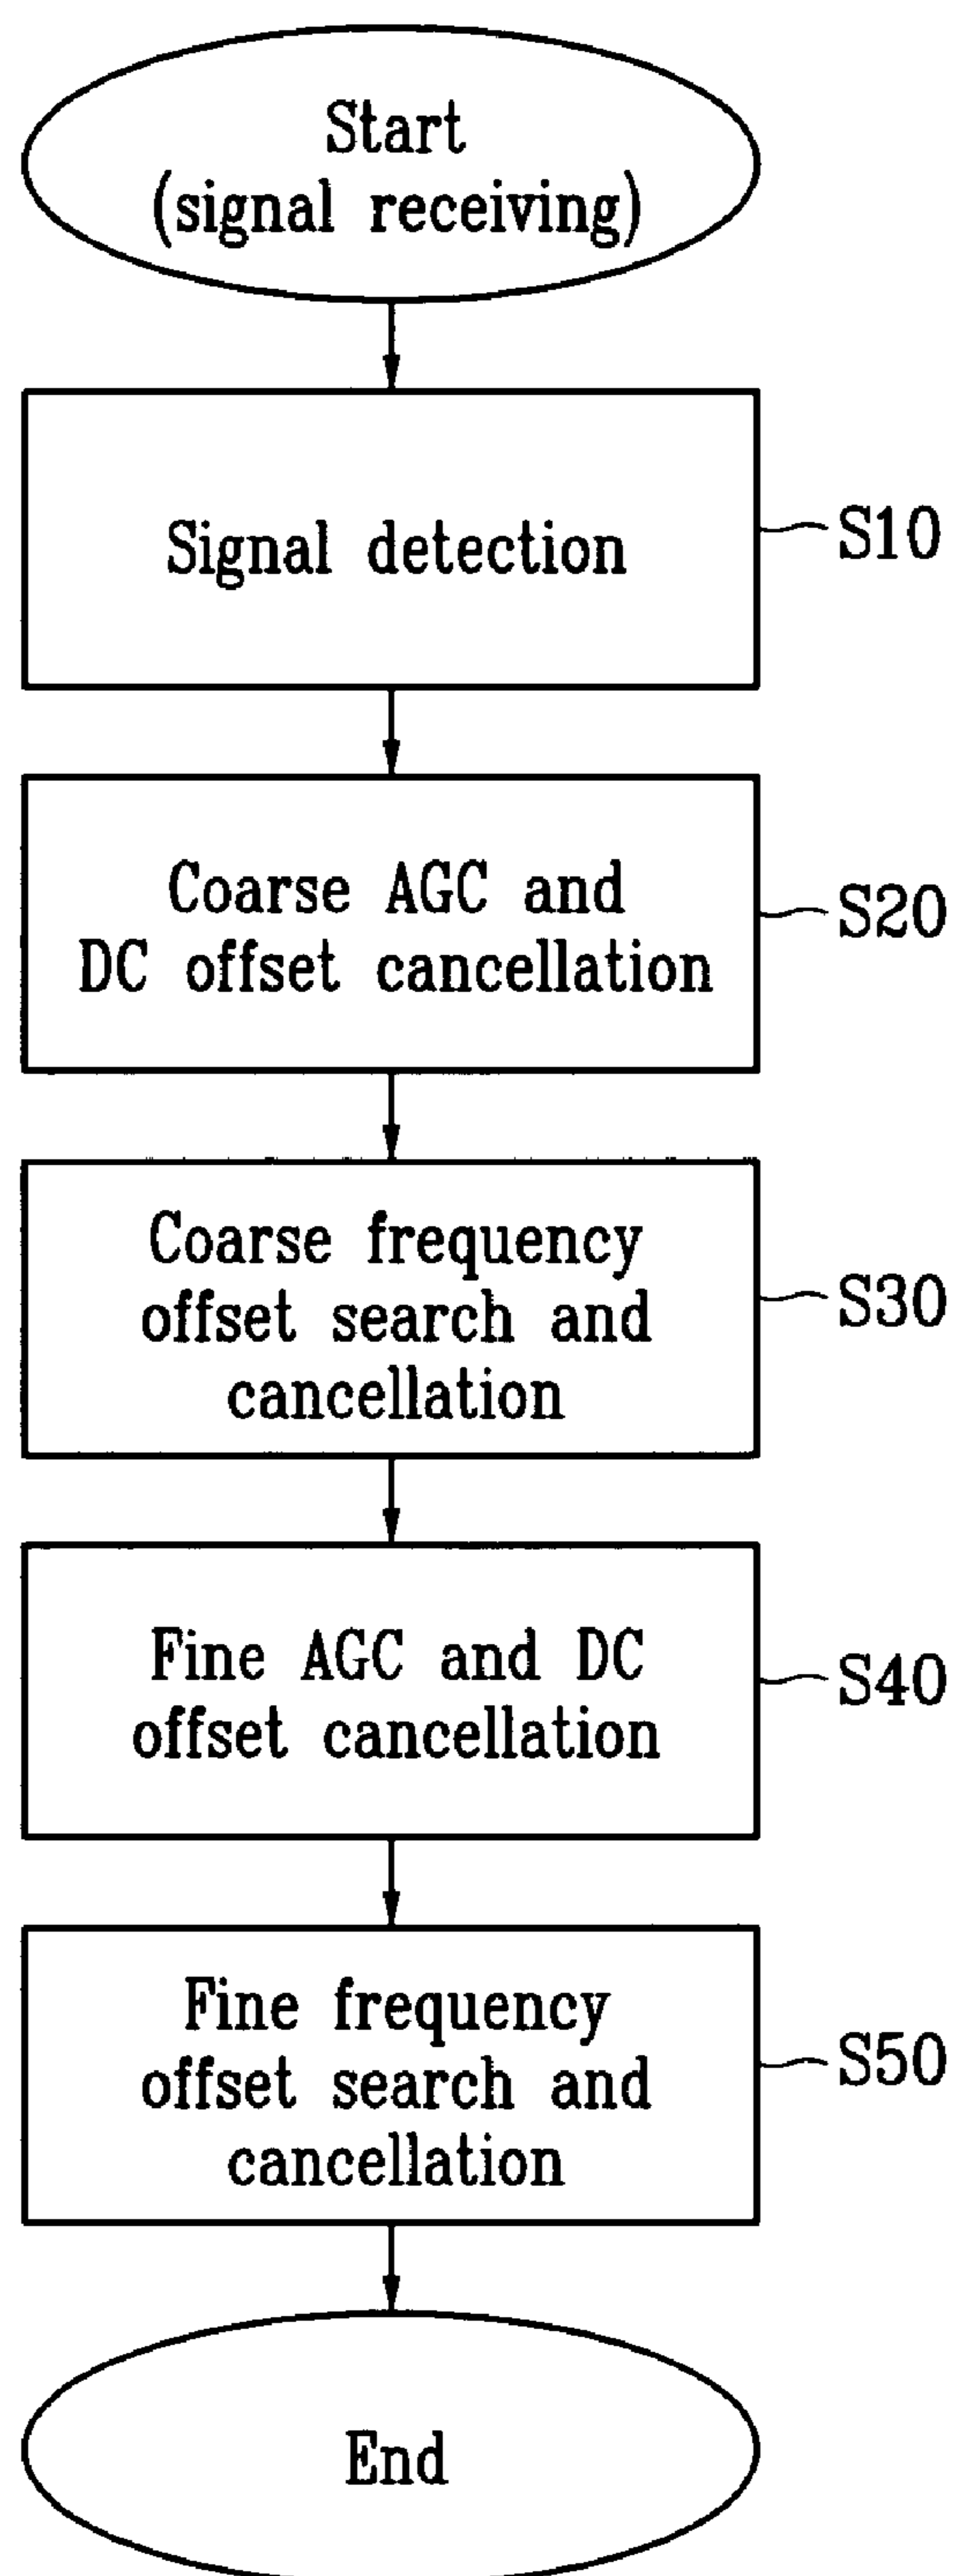 Start
(signal receiving)
Signal detection
S10
Coarse AGC and
DC offset cancellation
S20
Coarse frequency
offset search and
cancellation
S30
Fine AGC and DC
offset cancellation
S40
Fine frequency
offset search and
cancellation
S50
End